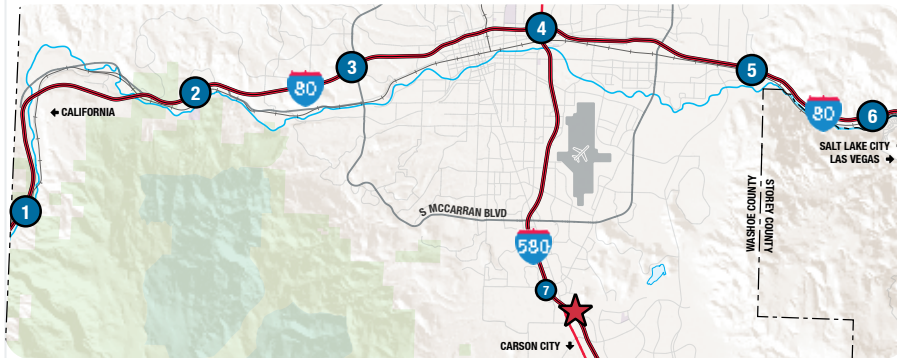 4
3
5
2
80
80
6
← CALIFORNIA
SALT LAKE CITY
LAS VEGAS →
WASHOE COUNTY
STOREY COUNTY
1
S MCCARRAN BLVD
580
7
CARSON CITY ↓